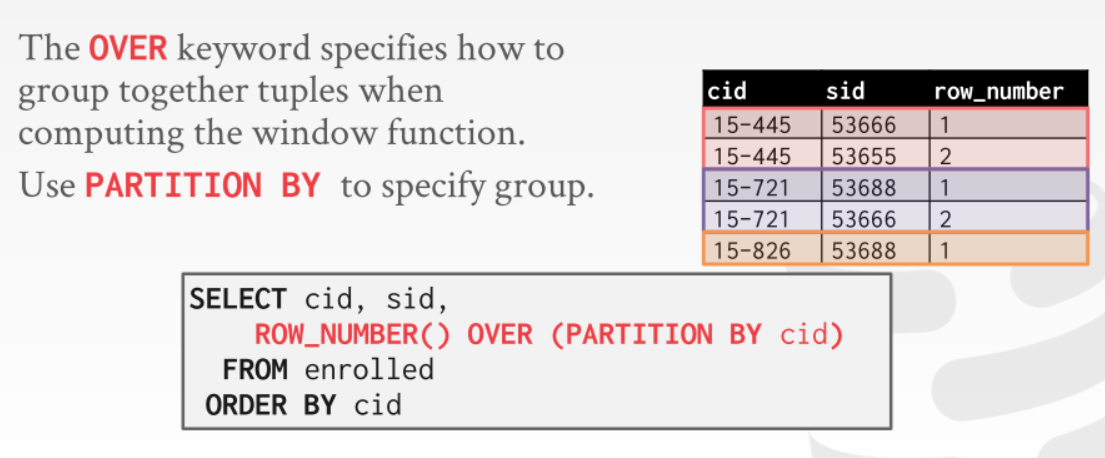 The OVER keyword specifies how to
group together tuples when
computing the window function.
Use PARTITION BY to specify group.
cid sid row_number
15-445 53666 1
15-445 53655 2
15-721 53688 1
15-721 53666 2
15-826 53688 1
SELECT cid, sid,
ROW_NUMBER() OVER (PARTITION BY cid)
FROM enrolled
ORDER BY cid